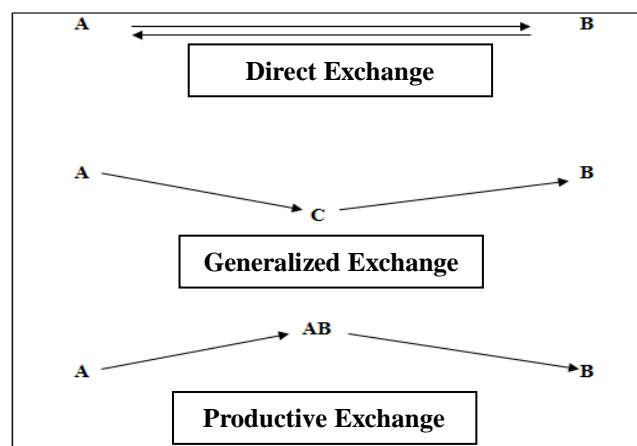 A B
Direct Exchange
A B
C
Generalized Exchange
AB
A B
Productive Exchange